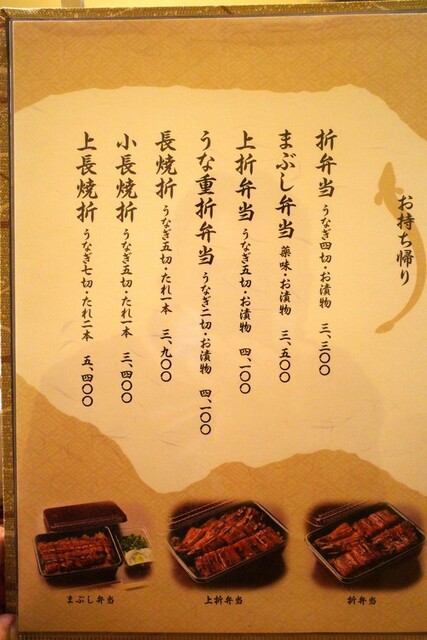 お持ち帰り
折弁当 うなぎ四切・お漬物 三、三〇〇
まぶし弁当 薬味・お漬物 三、五〇〇
上折弁当 うなぎ五切・お漬物 四、一〇〇
うな重折弁当 うなぎ二切・お漬物 四、一〇〇
長焼折 うなぎ五切・たれ一本 三、九〇〇
小長焼折 うなぎ五切・たれ一本 三、四〇〇
上長焼折 うなぎ七切・たれ二本 五、四〇〇
まぶし弁当
上折弁当
折弁当